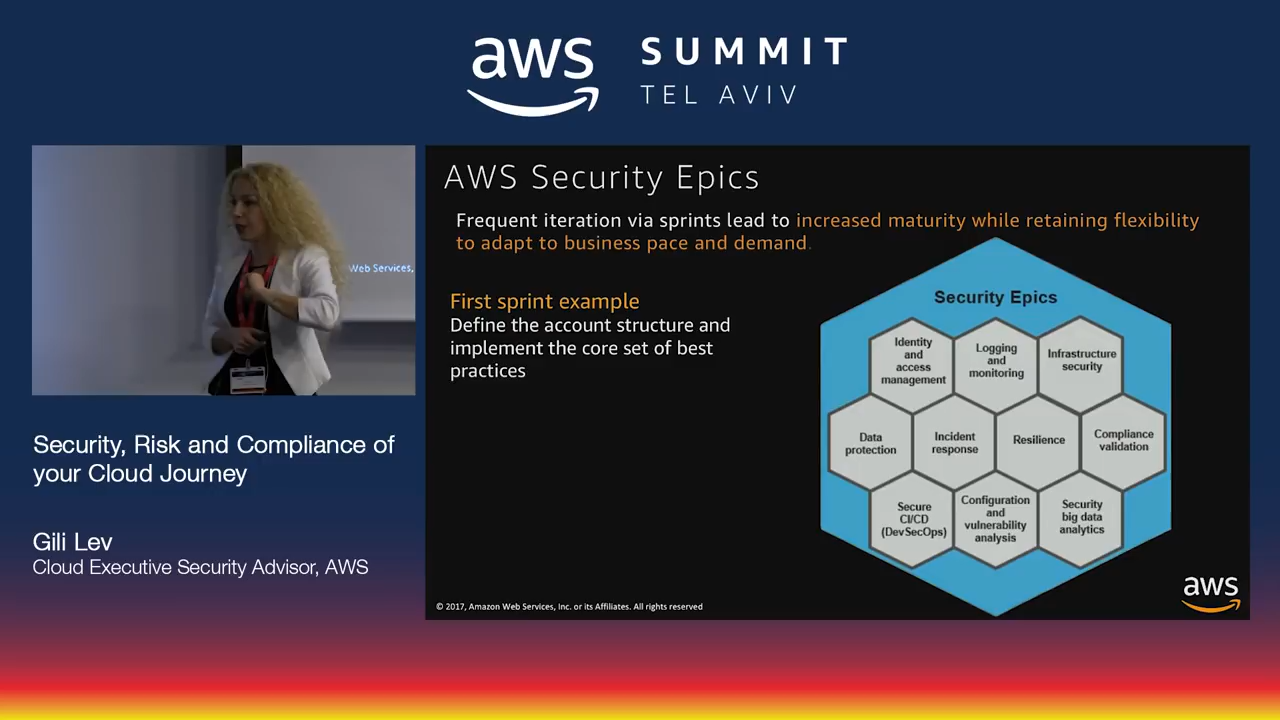 aws
SUMMIT
TEL AVIV
Web Services,
Security, Risk and Compliance of
your Cloud Journey
Gili Lev
Cloud Executive Security Advisor, AWS
AWS Security Epics
Frequent iteration via sprints lead to increased maturity while retaining flexibility
to adapt to business pace and demand.
First sprint example
Define the account structure and
implement the core set of best
practices
Security Epics
Identity
and
access
management
Logging
and
monitoring
Infrastructure
security
Data
protection
Incident
response
Resilience
Compliance
validation
Secure
CI/CD
(DevSecOps)
Configuration
and
vulnerability
analysis
Security
big data
analytics
© 2017, Amazon Web Services, Inc. or its Affiliates. All rights reserved
aws